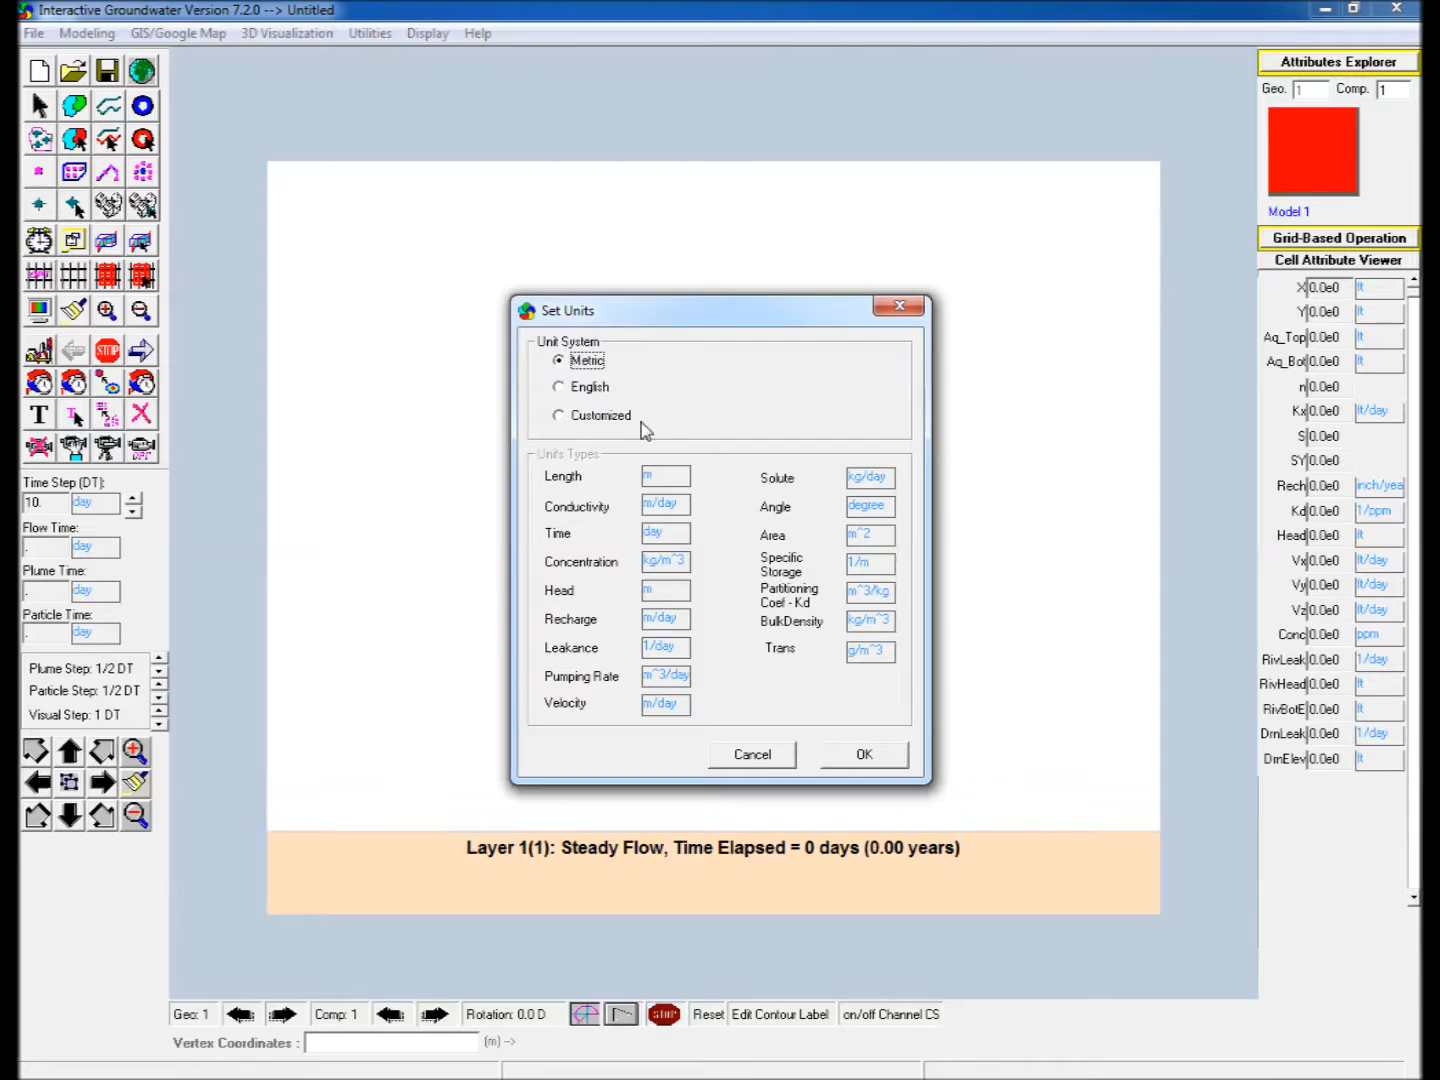 Interactive Groundwater Version 7.2.0 --> Untitled
File Modeling GIS/Google Map 3D Visualization Utilities Display Help
Attributes Explorer
Geo. 1 Comp. 1
Model 1
Grid-Based Operation
Cell Attribute Viewer
X 0.0e0 ft
Y 0.0e0 ft
Aq_Top 0.0e0 ft
Aq_Bot 0.0e0 ft
n 0.0e0
Kx 0.0e0 ft/day
S 0.0e0
SY 0.0e0
Rech 0.0e0 inch/yea
Kd 0.0e0 1/ppm
Head 0.0e0 ft
Vx 0.0e0 ft/day
Vy 0.0e0 ft/day
Vz 0.0e0 ft/day
Conc 0.0e0 ppm
RivLeak 0.0e0 1/day
RivHead 0.0e0 ft
RivBotE 0.0e0 ft
DrnLeak 0.0e0 1/day
DrnElev 0.0e0 ft
Set Units
Unit System
Metric
English
Customized
Units Types
Length m
Conductivity m/day
Time day
Concentration kg/m^3
Head m
Recharge m/day
Leakance 1/day
Pumping Rate m^3/day
Velocity m/day
Solute kg/day
Angle degree
Area m^2
Specific
Storage 1/m
Partitioning
Coef - Kd m^3/kg
BulkDensity kg/m^3
Trans g/m^3
Cancel OK
T
STOP
OPT
Time Step (DT):
10. day
Flow Time:
. day
Plume Time:
. day
Particle Time:
. day
Plume Step: 1/2 DT
Particle Step: 1/2 DT
Visual Step: 1 DT
Layer 1(1): Steady Flow, Time Elapsed = 0 days (0.00 years)
Geo: 1 Comp: 1 Rotation: 0.0 D STOP Reset Edit Contour Label on/off Channel CS
Vertex Coordinates : (m) ->